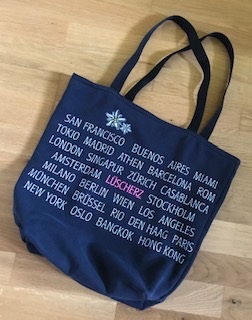 SAN FRANCISCO BUENOS AIRES MIAMI
TOKIO MADRID ATHEN BARCELONA ROM
LONDON SINGAPUR ZÜRICH CASABLANCA
AMSTERDAM LÜSCHERZ STOCKHOLM
MILANO BERLIN WIEN LOS ANGELES
MÜNCHEN BRÜSSEL RIO DEN HAAG PARIS
NEW YORK OSLO BANGKOK HONG KONG